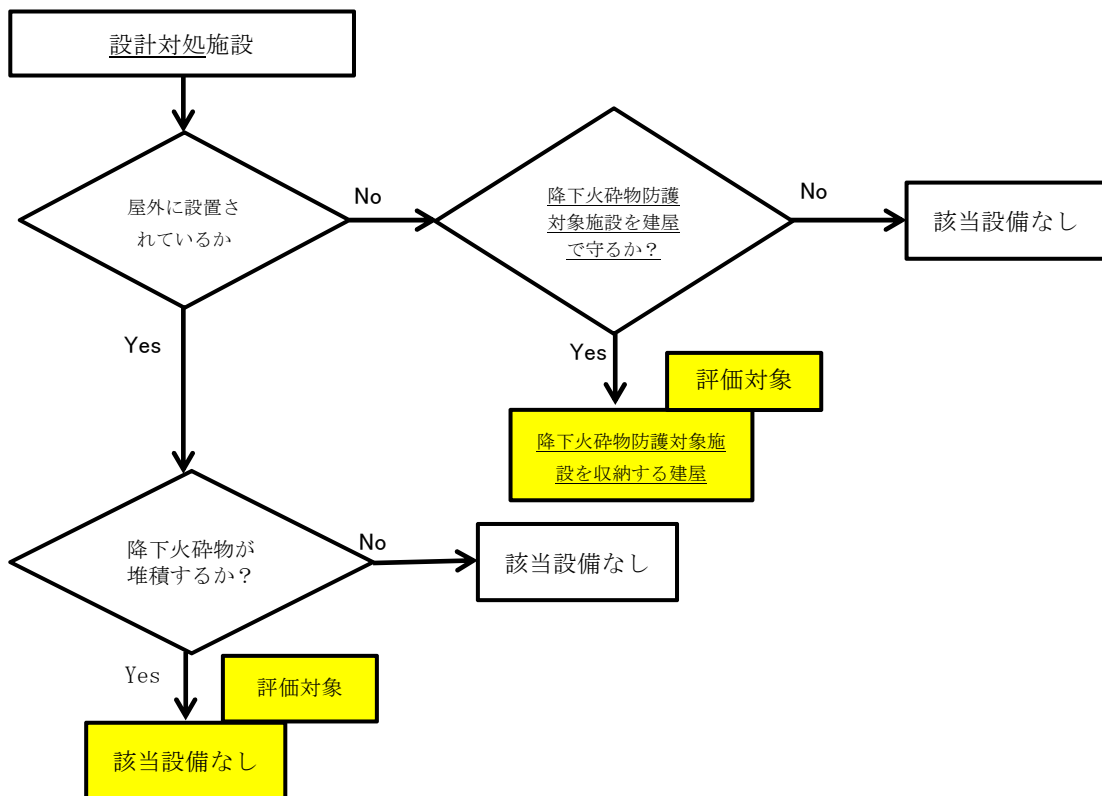 設計対処施設
屋外に設置さ
れているか
No
降下火砕物防護
対象施設を建屋
で守るか？
No
該当設備なし
Yes
Yes
評価対象
降下火砕物防護対象施
設を収納する建屋
降下火砕物が
堆積するか？
No
該当設備なし
Yes
評価対象
該当設備なし